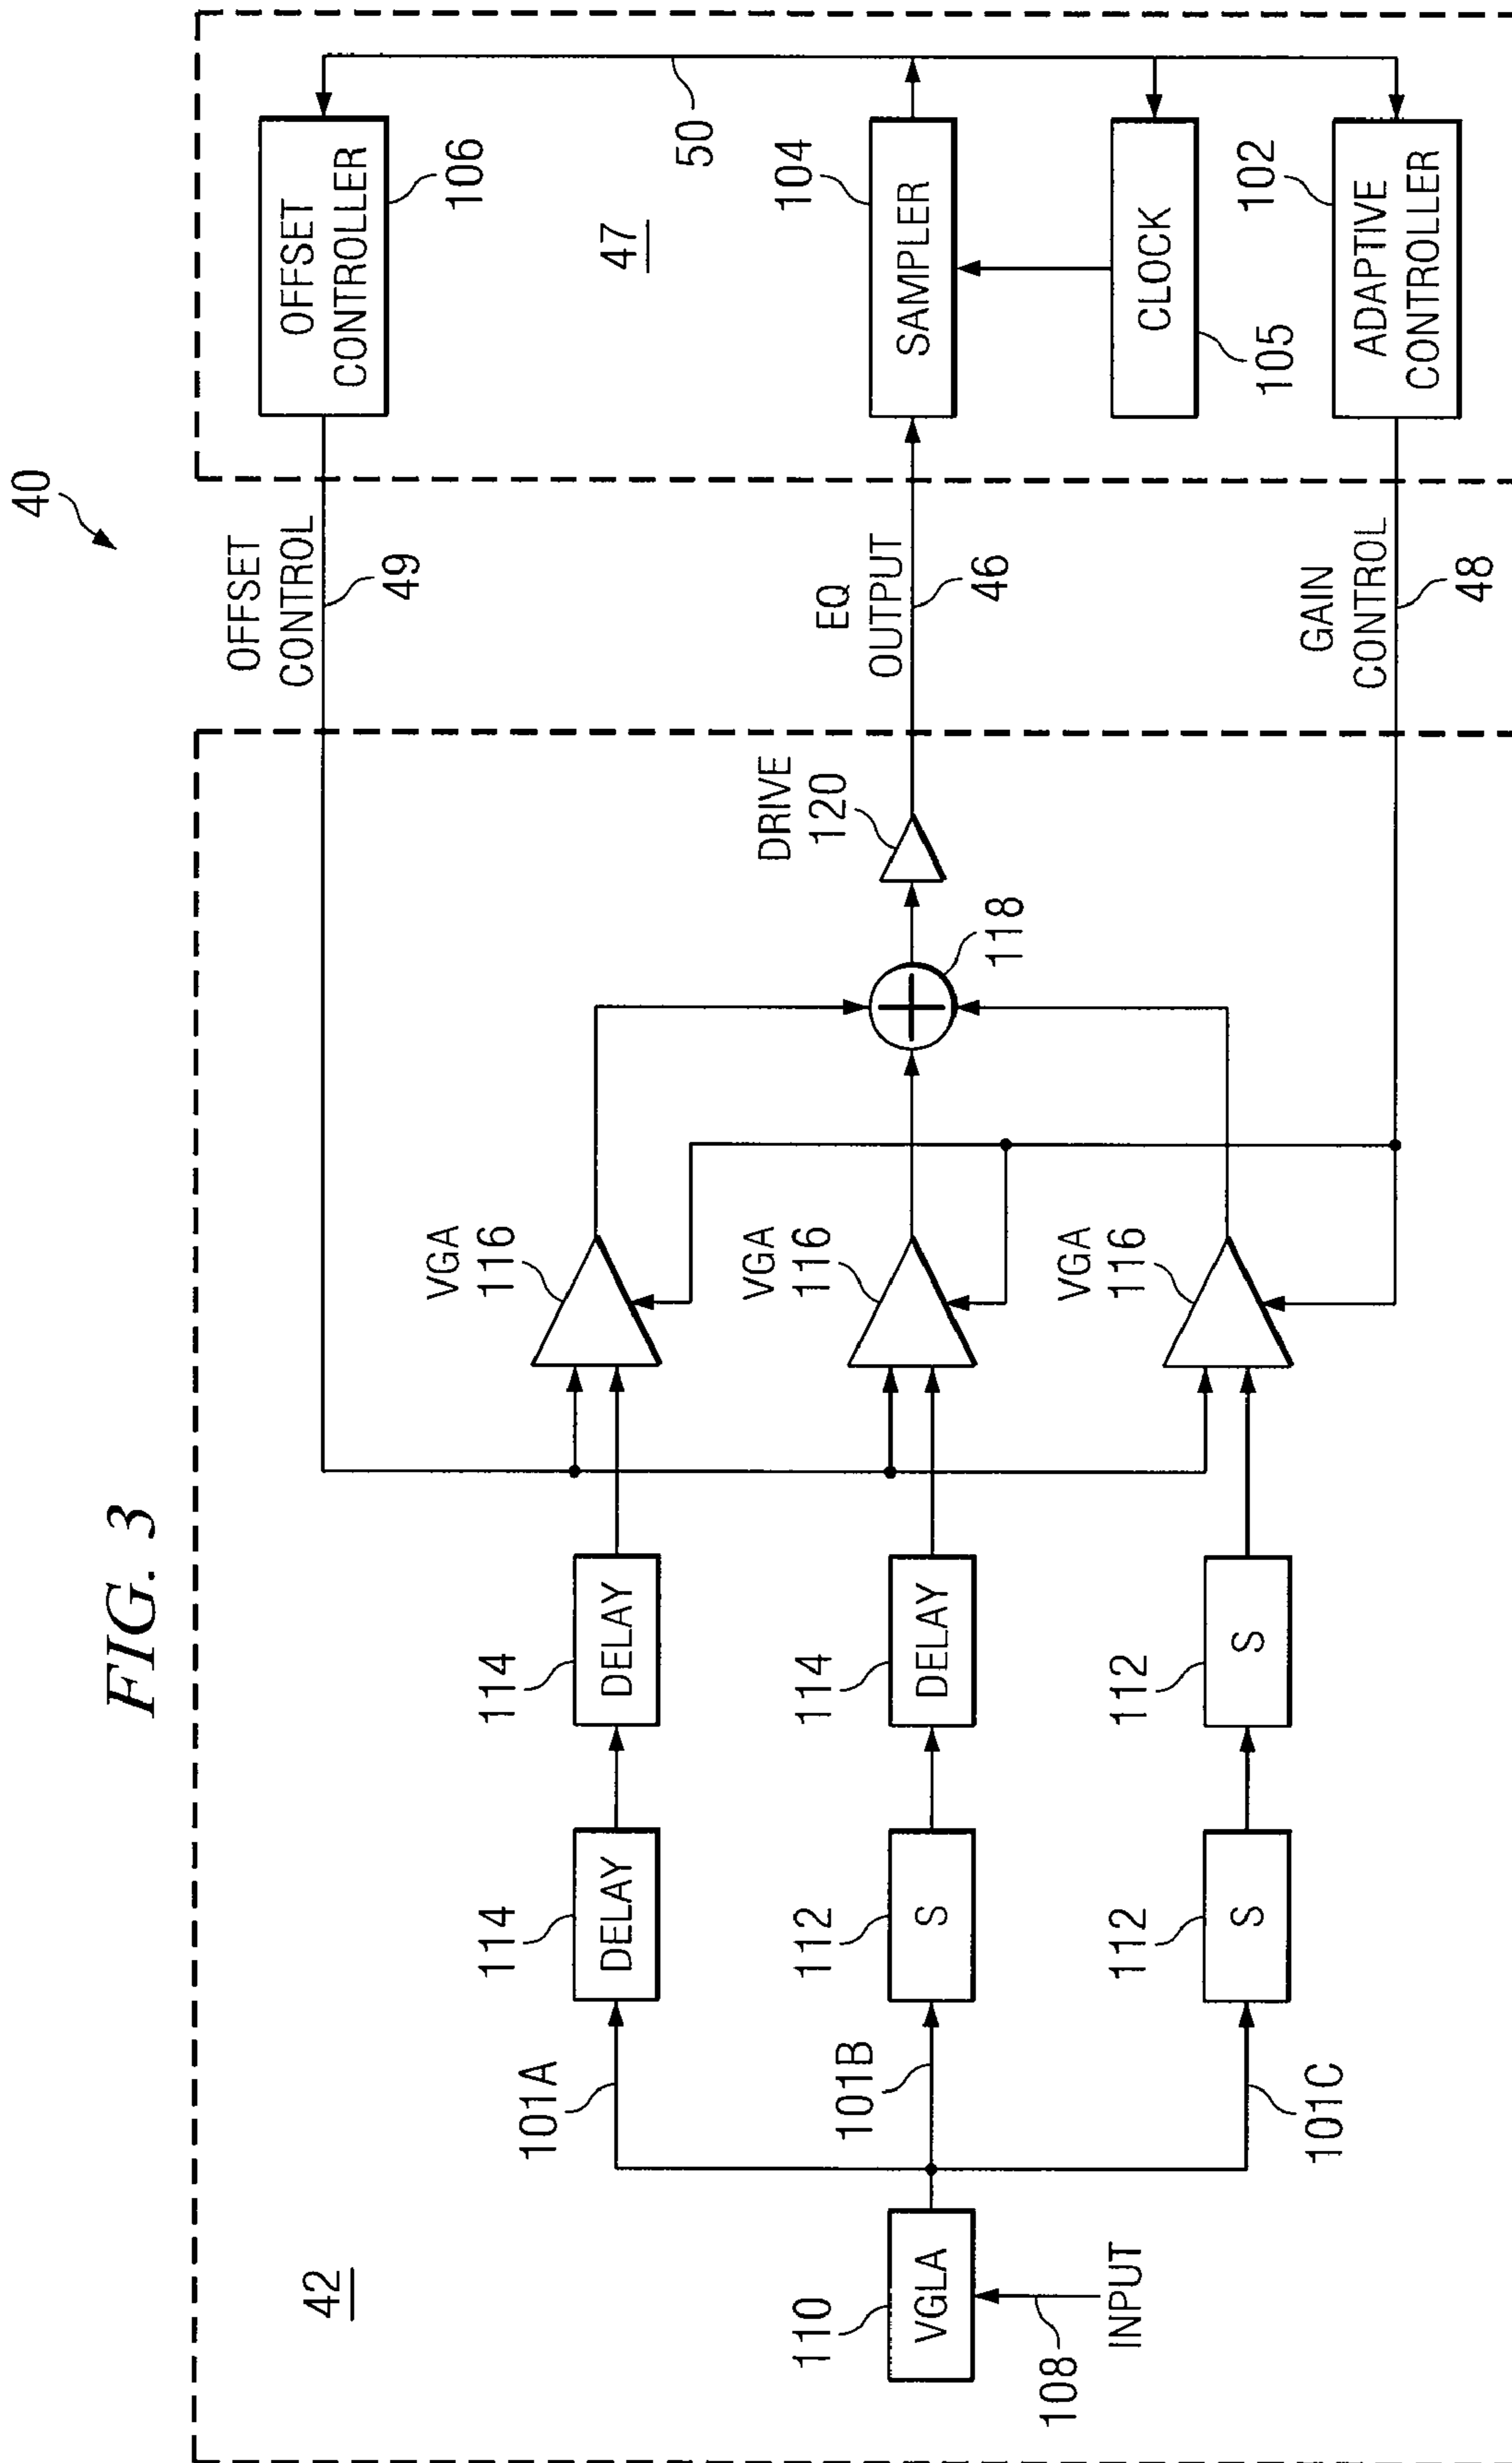 FIG. 3
40
42
INPUT
108
VGLA
110
101A
101B
101C
DELAY
114
S
112
S
112
DELAY
114
DELAY
114
S
112
VGA
116
VGA
116
VGA
116
118
DRIVE
120
OFFSET
CONTROL
49
EQ
OUTPUT
46
GAIN
CONTROL
48
47
OFFSET
CONTROLLER
106
50
SAMPLER
104
CLOCK
105
ADAPTIVE
CONTROLLER
102